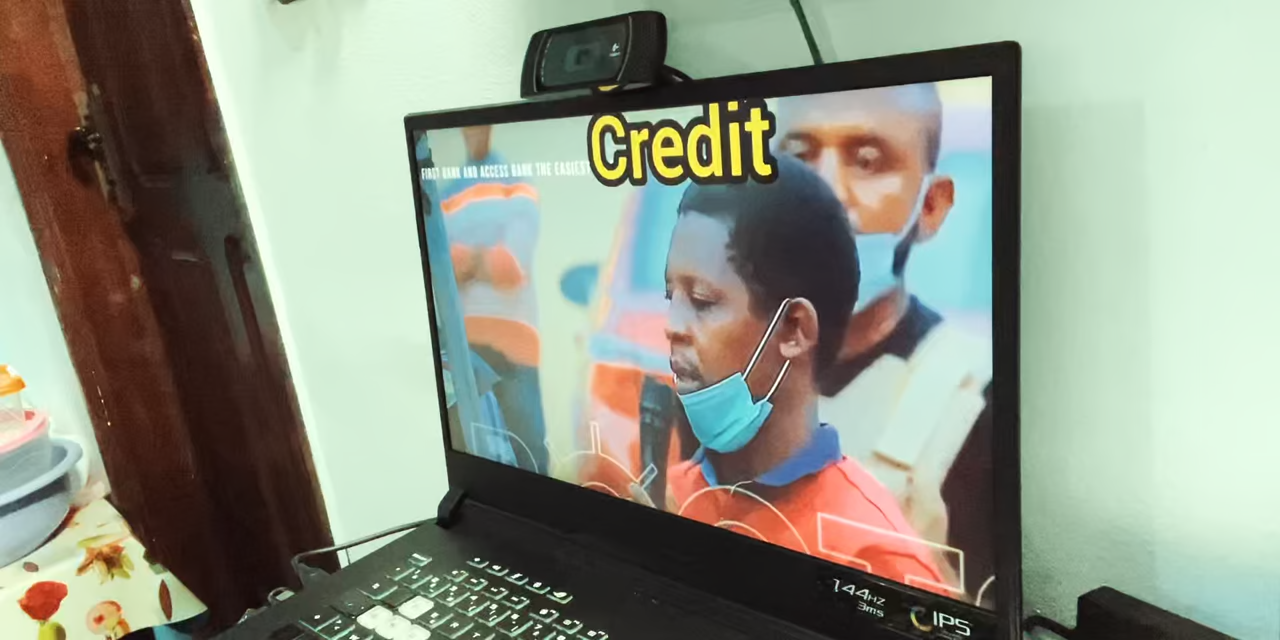 Credit
FIRST BANK AND ACCESS BANK THE EASIEST
144Hz
3ms
IPS